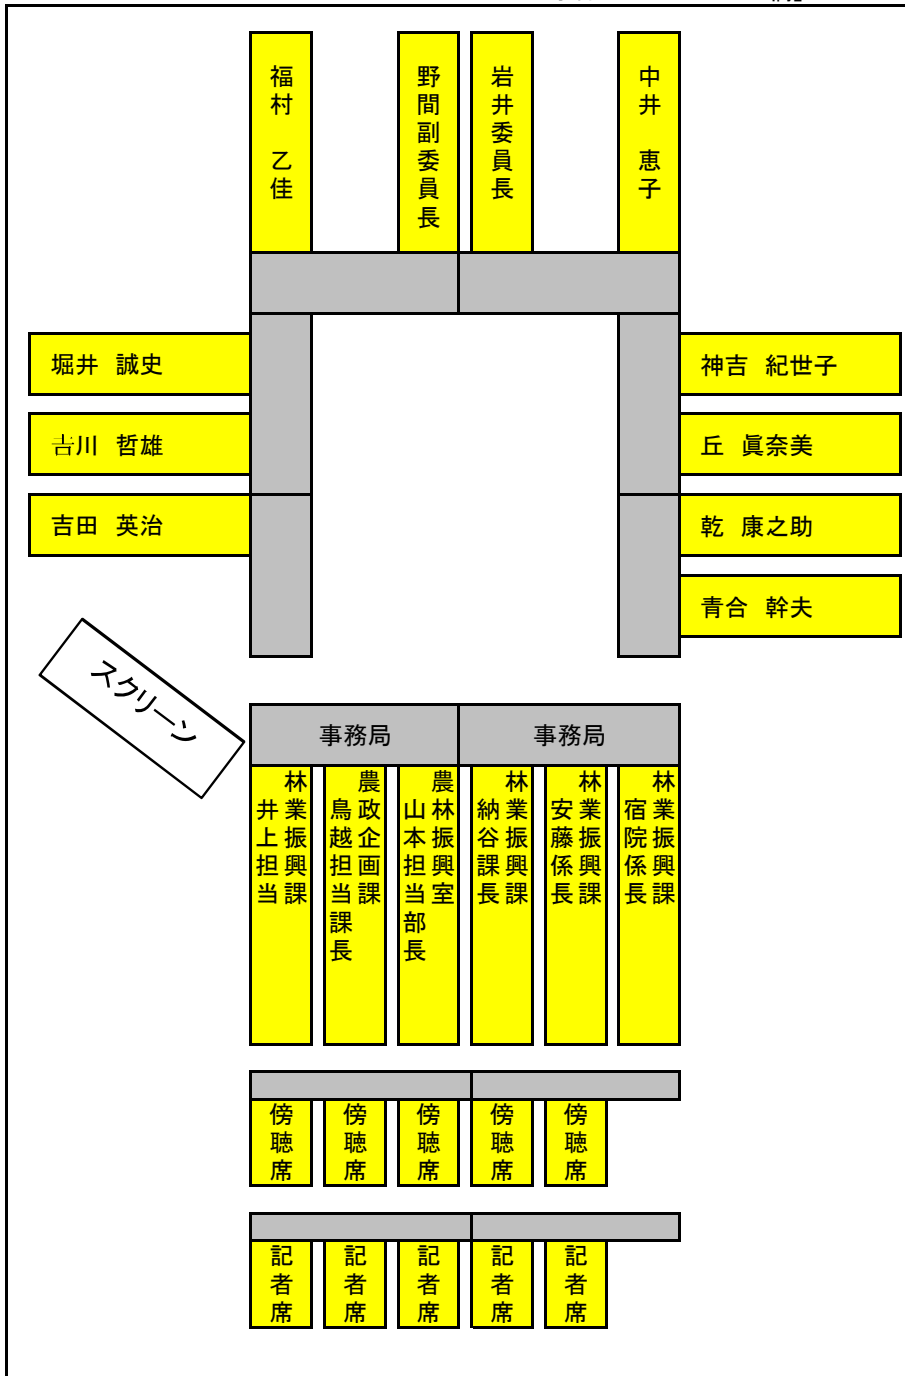 福村　乙佳
野間副委員長
岩井委員長
中井　恵子
堀井　誠史
神吉　紀世子
𠮷川　哲雄
丘　眞奈美
吉田　英治
乾　康之助
青合　幹夫
スクリーン
事務局
事務局
林業振興課
井上担当
農政企画課
鳥越担当課長
農林振興室
山本担当部長
林業振興課
納谷課長
林業振興課
安藤係長
林業振興課
宿院係長
傍聴席
傍聴席
傍聴席
傍聴席
傍聴席
記者席
記者席
記者席
記者席
記者席